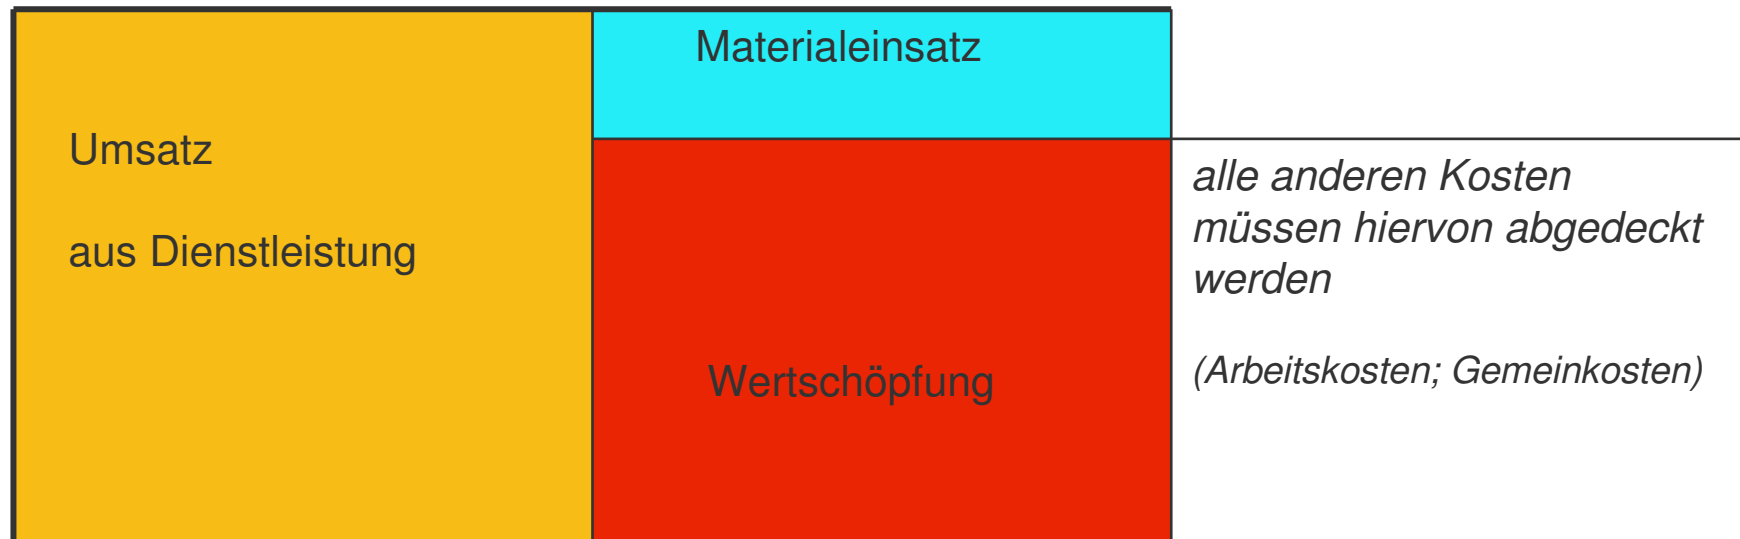 Materialeinsatz
Umsatz
aus Dienstleistung
alle anderen Kosten
müssen hiervon abgedeckt
werden
Wertschöpfung
(Arbeitskosten; Gemeinkosten)